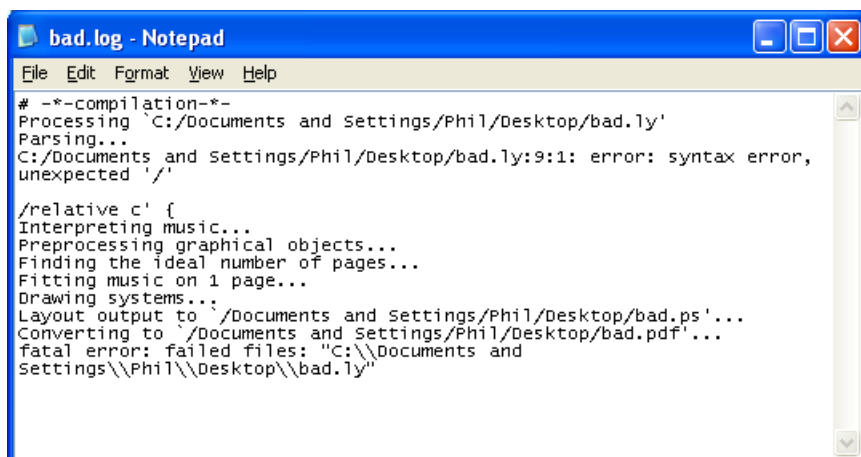 bad.log - Notepad
File Edit Format View Help
# -*-compilation-*-
Processing `C:/Documents and Settings/Phil/Desktop/bad.ly'
Parsing...
C:/Documents and Settings/Phil/Desktop/bad.ly:9:1: error: syntax error,
unexpected '/'

/relative c' {
Interpreting music...
Preprocessing graphical objects...
Finding the ideal number of pages...
Fitting music on 1 page...
Drawing systems...
Layout output to `/Documents and Settings/Phil/Desktop/bad.ps'...
Converting to `/Documents and Settings/Phil/Desktop/bad.pdf'...
fatal error: failed files: "C:\\Documents and
Settings\\Phil\\Desktop\\bad.ly"